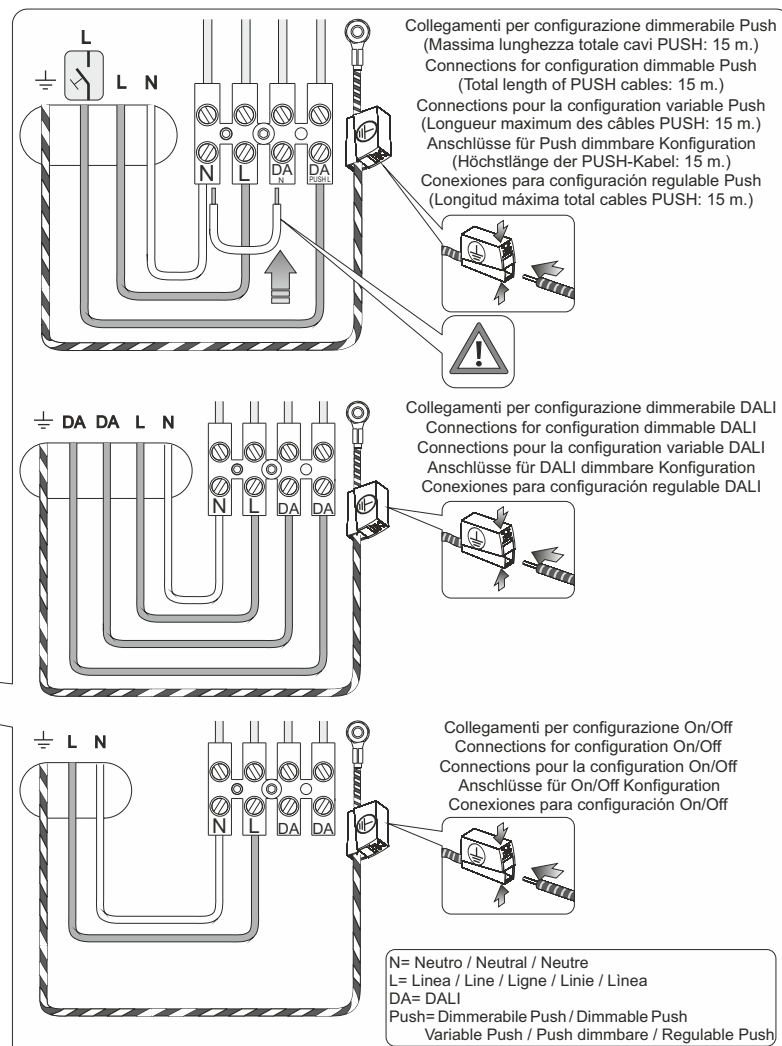 L
L N
N L DA N DA PUSH L
Collegamenti per configurazione dimmerabile Push
(Massima lunghezza totale cavi PUSH: 15 m.)
Connections for configuration dimmable Push
(Total length of PUSH cables: 15 m.)
Connections pour la configuration variable Push
(Longueur maximum des câbles PUSH: 15 m.)
Anschlüsse für Push dimmbare Konfiguration
(Höchstlänge der PUSH-Kabel: 15 m.)
Conexiones para configuración regulable Push
(Longitud máxima total cables PUSH: 15 m.)
!
DA DA L N
N L DA DA
Collegamenti per configurazione dimmerabile DALI
Connections for configuration dimmable DALI
Connections pour la configuration variable DALI
Anschlüsse für DALI dimmbare Konfiguration
Conexiones para configuración regulable DALI
L N
N L DA DA
Collegamenti per configurazione On/Off
Connections for configuration On/Off
Connections pour la configuration On/Off
Anschlüsse für On/Off Konfiguration
Conexiones para configuración On/Off
N= Neutro / Neutral / Neutre
L= Linea / Line / Ligne / Linie / Lìnea
DA= DALI
Push= Dimmerabile Push / Dimmable Push
Variable Push / Push dimmbare / Regulable Push